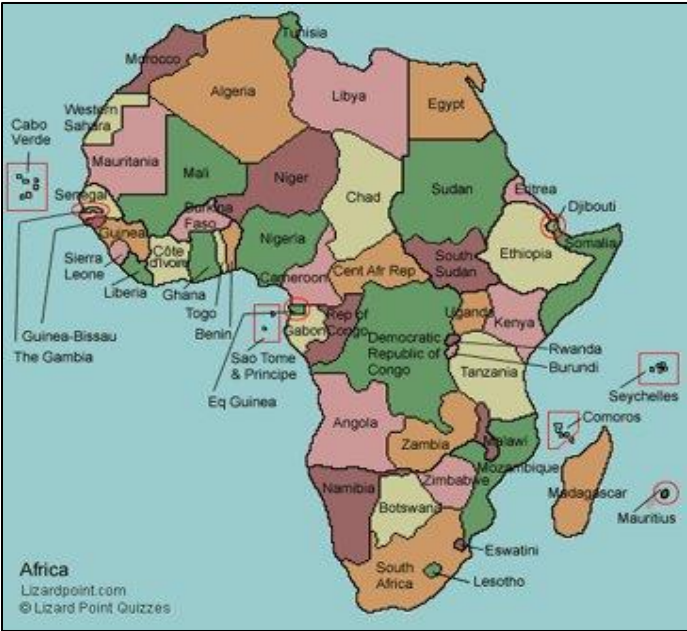 Tunisia
Morocco
Algeria
Libya
Egypt
Western
Sahara
Cabo
Verde
Mauritania
Mali
Niger
Chad
Sudan
Eritrea
Djibouti
Senegal
Burkina
Faso
Guinea
Nigeria
Ethiopia
Somalia
Sierra
Leone
Côte
d'Ivoire
South
Sudan
Cent Afr Rep
Cameroon
Liberia
Ghana
Togo
Benin
Uganda
Kenya
Guinea-Bissau
The Gambia
Gabon
Rep of
Congo
Democratic
Republic of
Congo
Rwanda
Burundi
Sao Tome
& Principe
Eq Guinea
Tanzania
Seychelles
Comoros
Angola
Zambia
Malawi
Mozambique
Zimbabwe
Namibia
Botswana
Madagascar
Mauritius
Eswatini
South
Africa
Lesotho
Africa
Lizardpoint.com
© Lizard Point Quizzes